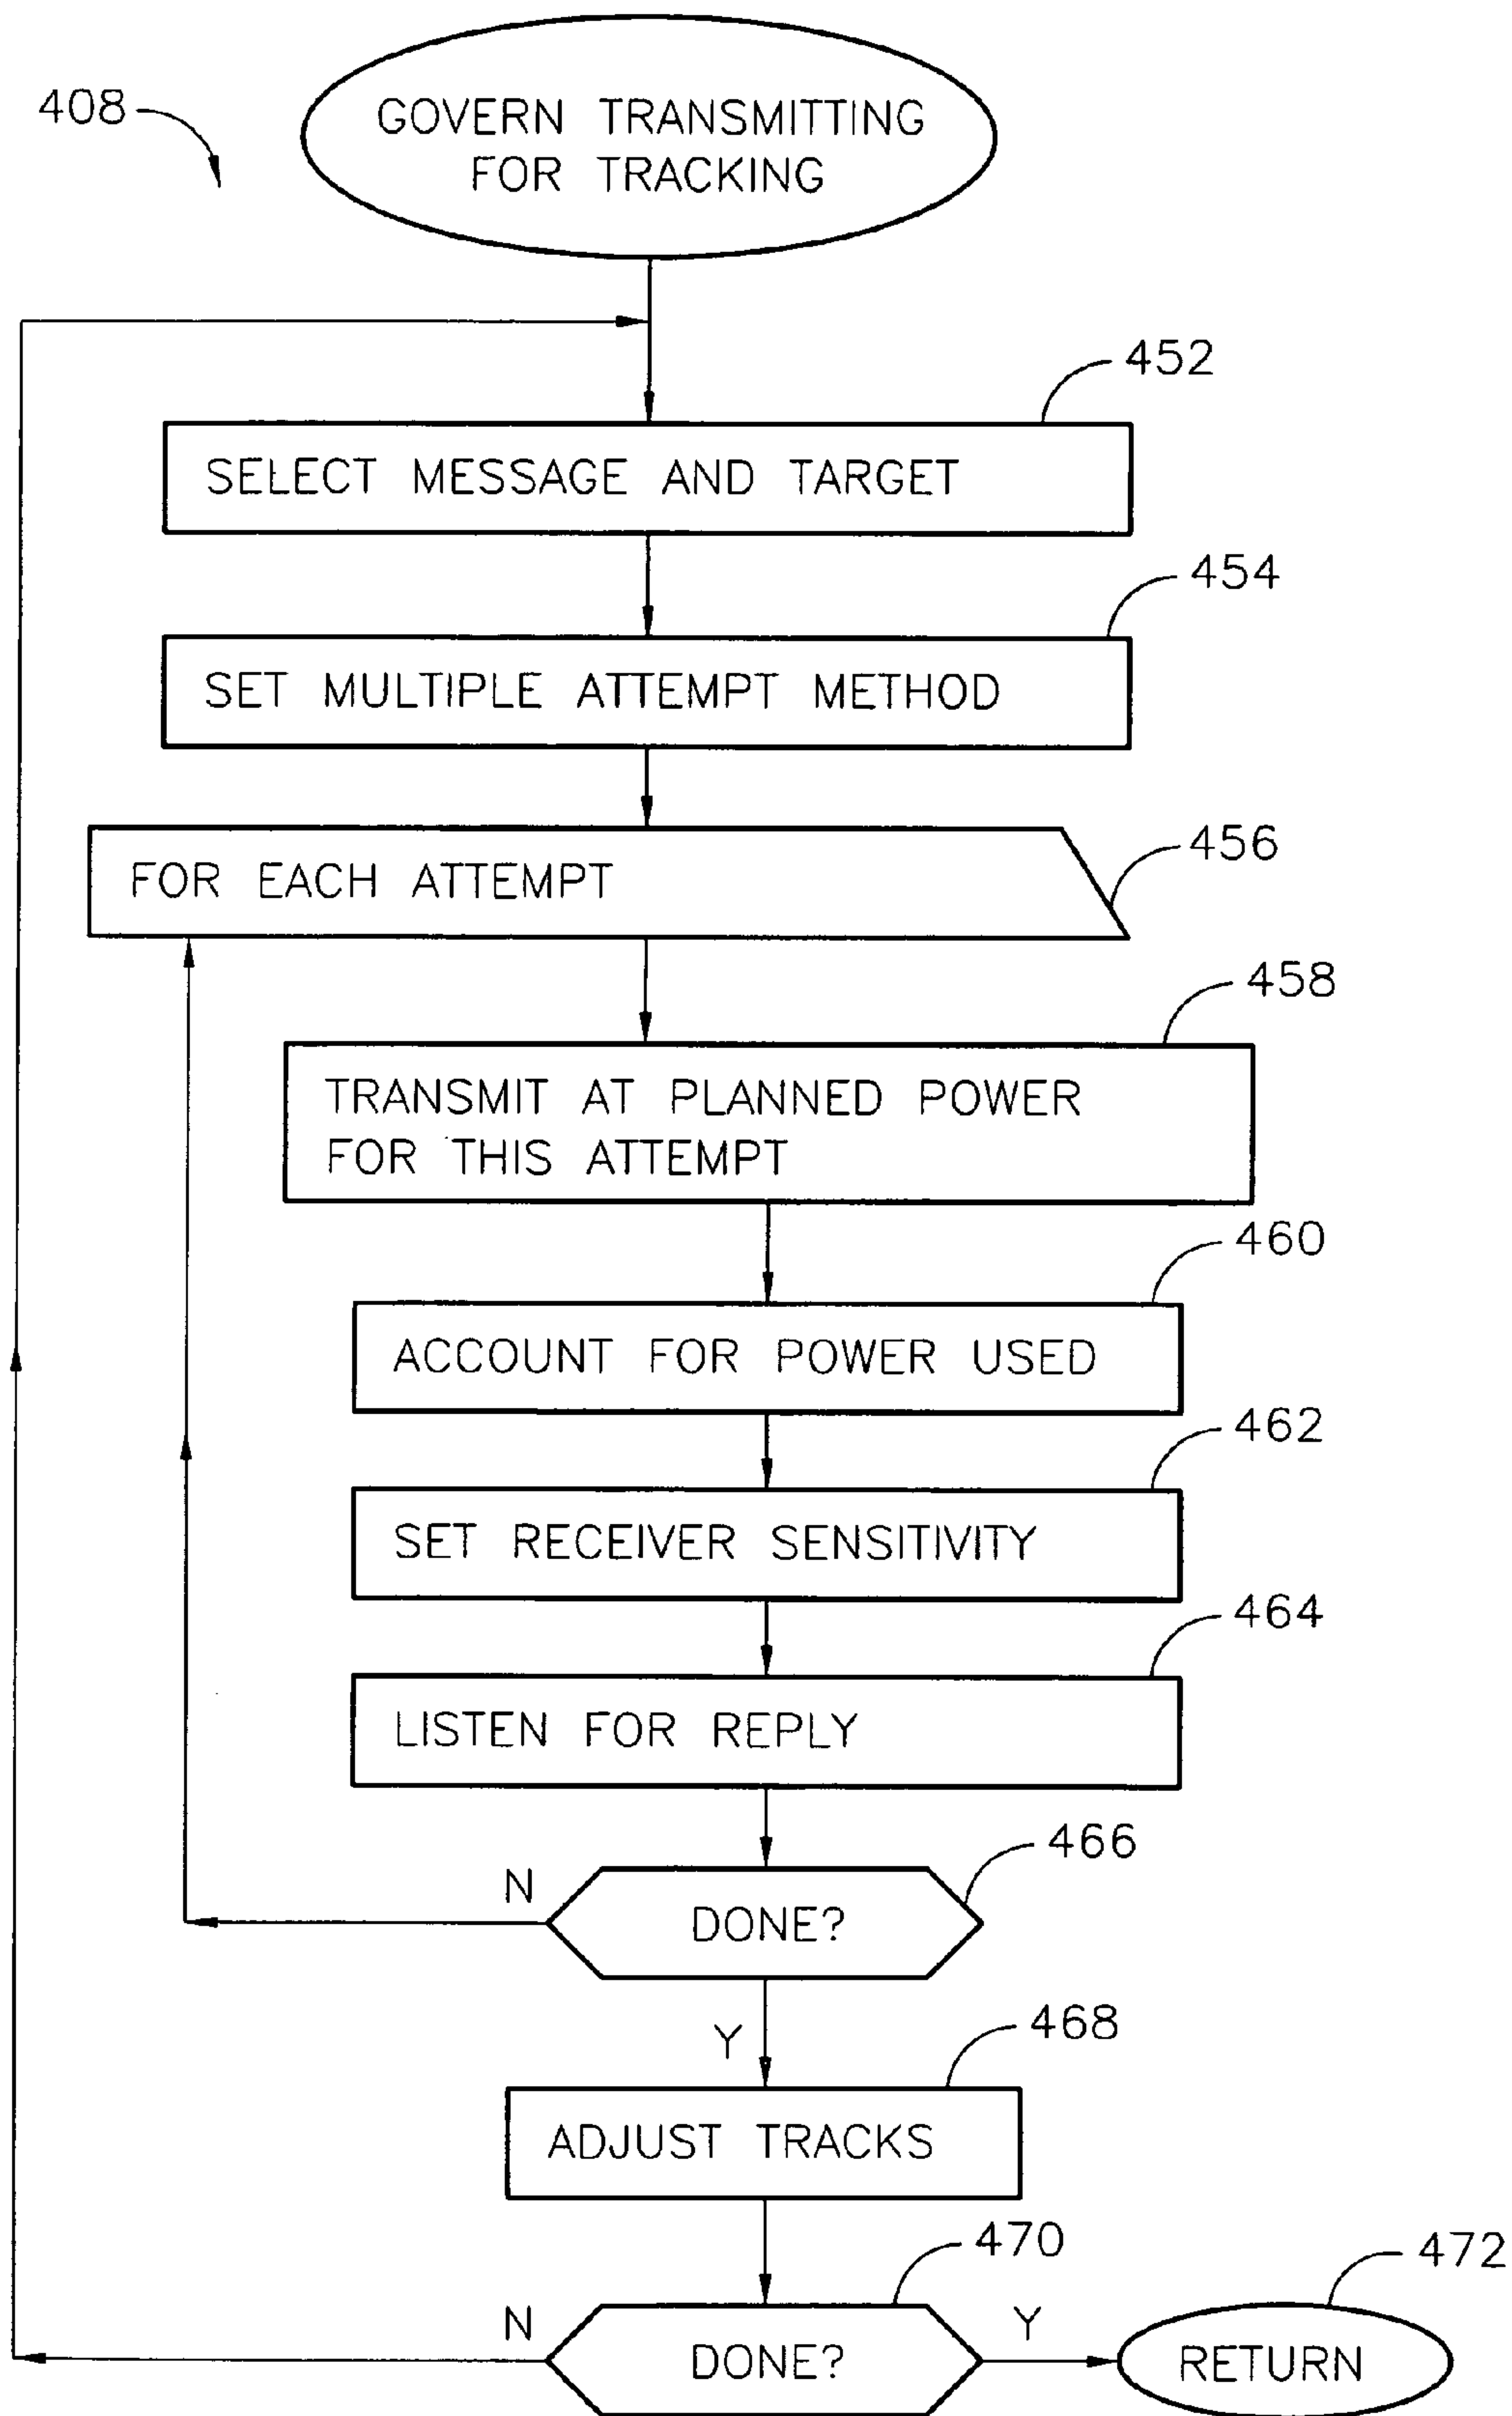 408
GOVERN TRANSMITTING
FOR TRACKING
452
SELECT MESSAGE AND TARGET
454
SET MULTIPLE ATTEMPT METHOD
456
FOR EACH ATTEMPT
458
TRANSMIT AT PLANNED POWER
FOR THIS ATTEMPT
460
ACCOUNT FOR POWER USED
462
SET RECEIVER SENSITIVITY
464
LISTEN FOR REPLY
466
N
DONE?
Y
468
ADJUST TRACKS
470
472
N
DONE?
Y
RETURN